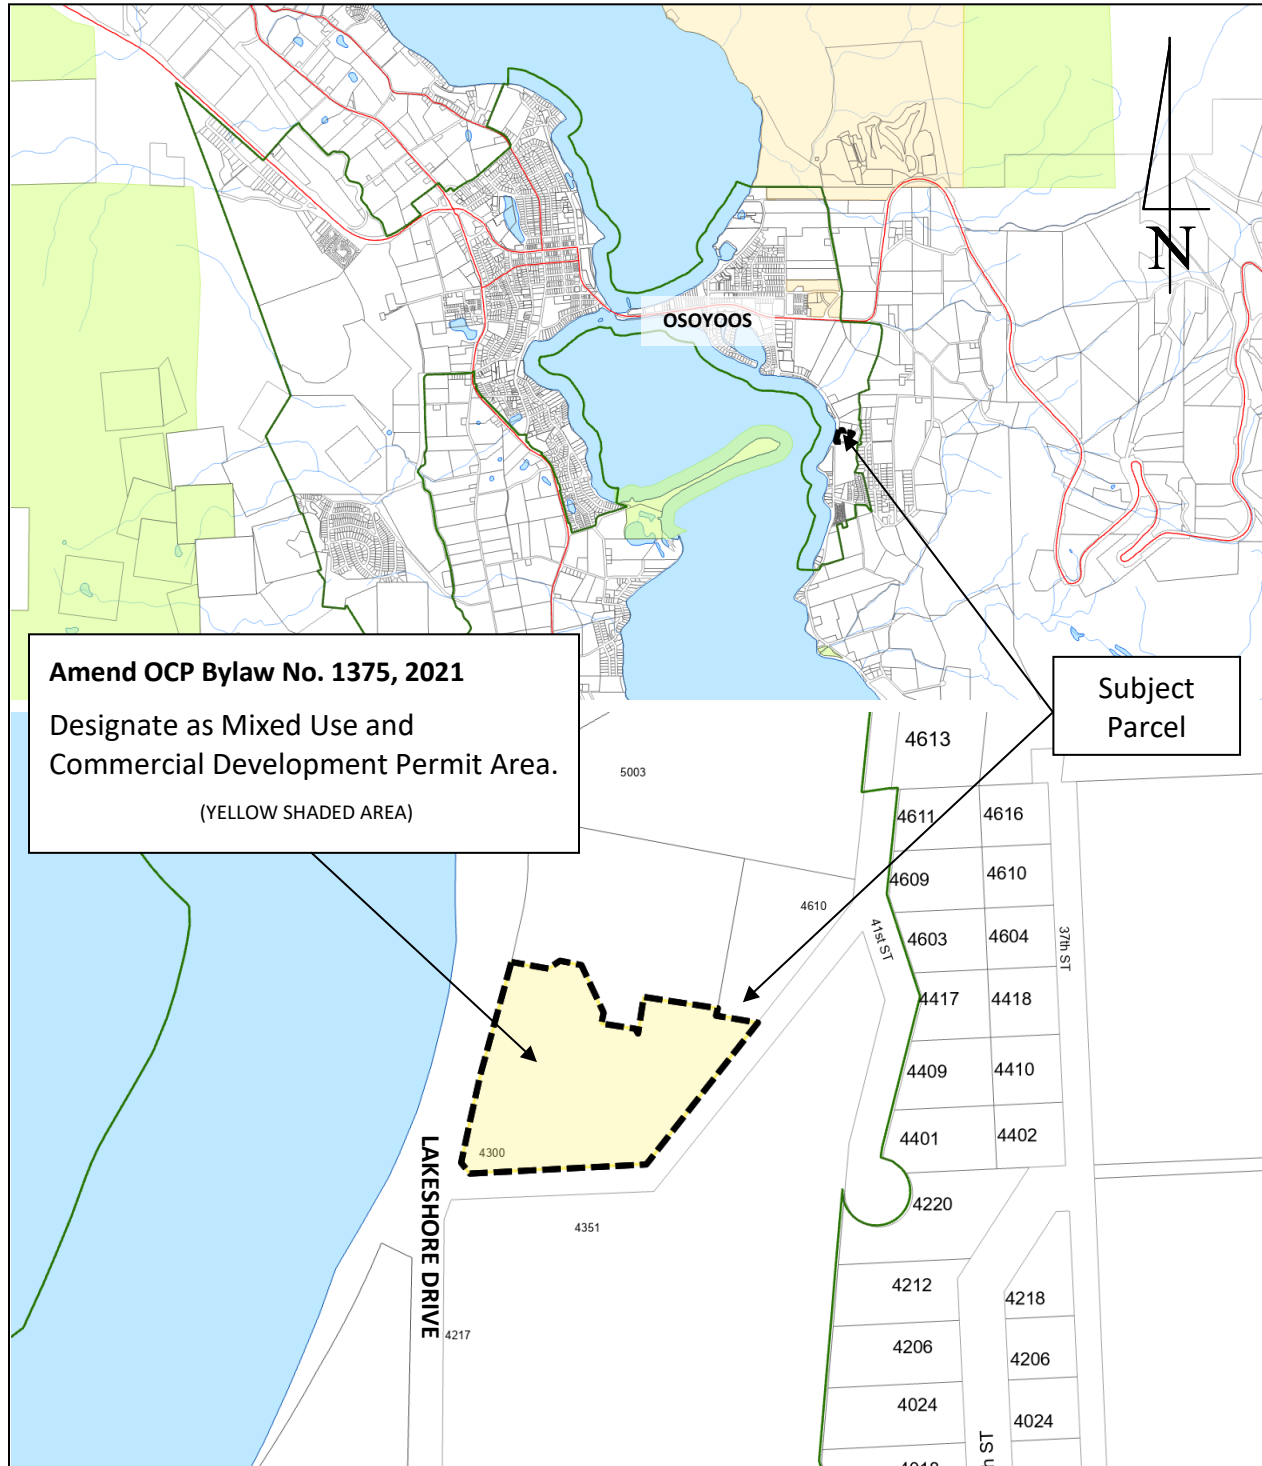 N
OSOYOOS
Amend OCP Bylaw No. 1375, 2021
Designate as Mixed Use and
Commercial Development Permit Area.
(YELLOW SHADED AREA)
Subject
Parcel
5003
4613
4611
4616
4609
4610
4610
41st ST
4603
4604
37th ST
4417
4418
4409
4410
4401
4402
4300
LAKESHORE DRIVE
4351
4220
4217
4212
4218
4206
4206
4024
4024
ST